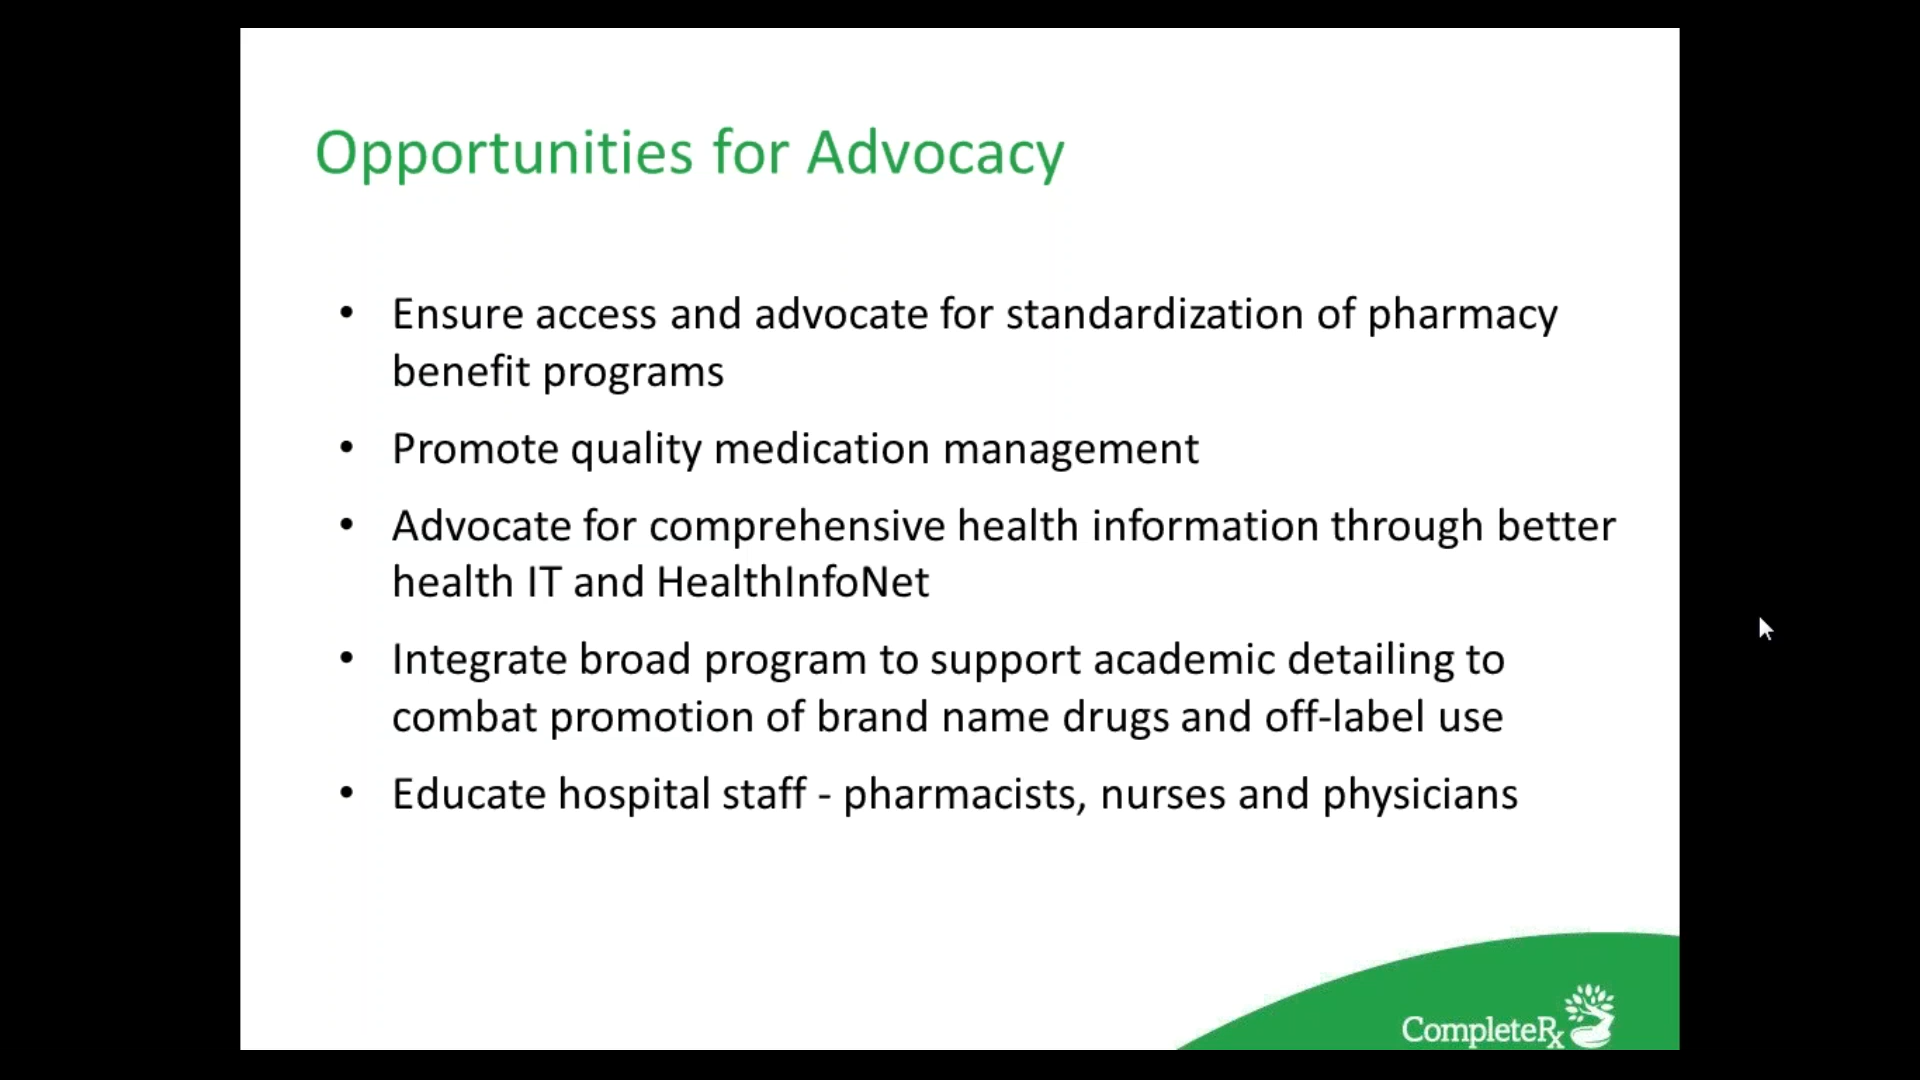 Opportunities for Advocacy
• Ensure access and advocate for standardization of pharmacy
benefit programs
• Promote quality medication management
• Advocate for comprehensive health information through better
health IT and HealthInfoNet
• Integrate broad program to support academic detailing to
combat promotion of brand name drugs and off-label use
• Educate hospital staff - pharmacists, nurses and physicians
CompleteRx